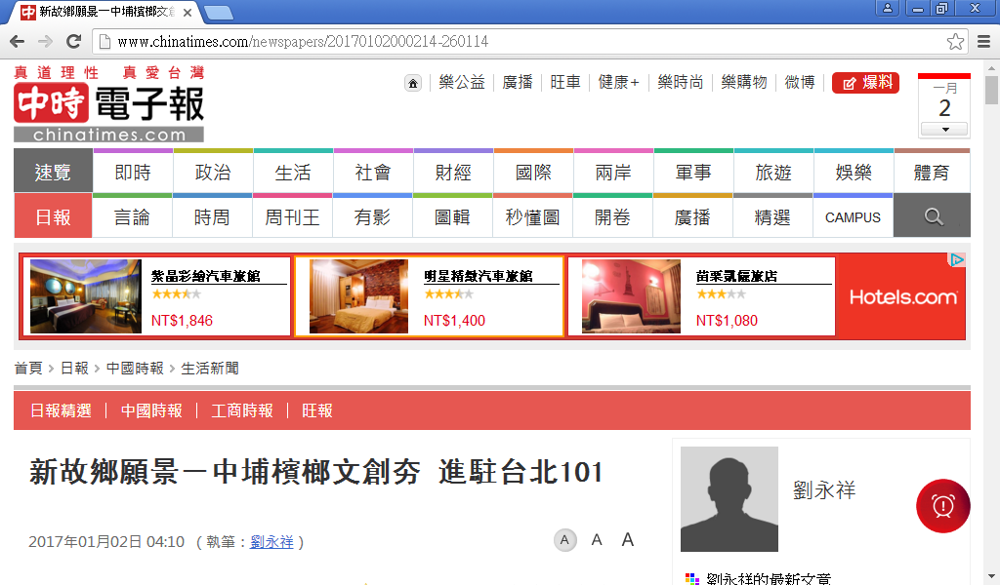 新故鄉願景－中埔檳榔文創
www.chinatimes.com/newspapers/20170102000214-260114
真道理性 真愛台灣
中時電子報
chinatimes.com
樂公益 廣播 旺車 健康+ 樂時尚 樂購物 微博 爆料
一月
2
速覽 即時 政治 生活 社會 財經 國際 兩岸 軍事 旅遊 娛樂 體育
日報 言論 時周 周刊王 有影 圖輯 秒懂圖 開卷 廣播 精選 CAMPUS
紫晶彩繪汽車旅館
NT$1,846
明星精緻汽車旅館
NT$1,400
苗栗凱儷旅店
NT$1,080
Hotels.com
首頁 › 日報 › 中國時報 › 生活新聞
日報精選 | 中國時報 | 工商時報 | 旺報
新故鄉願景－中埔檳榔文創夯 進駐台北101
劉永祥
2017年01月02日 04:10 （執筆：劉永祥）
A A A
劉永祥的最新文章